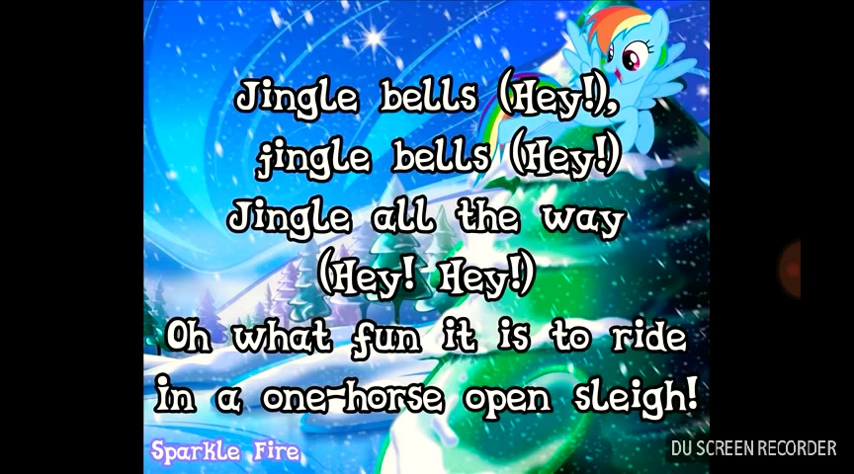 Jingle bells (Hey!),
jingle bells (Hey!)
Jingle all the way
(Hey! Hey!)
Oh what fun it is to ride
in a one-horse open sleigh!
Sparkle Fire
DU SCREEN RECORDER